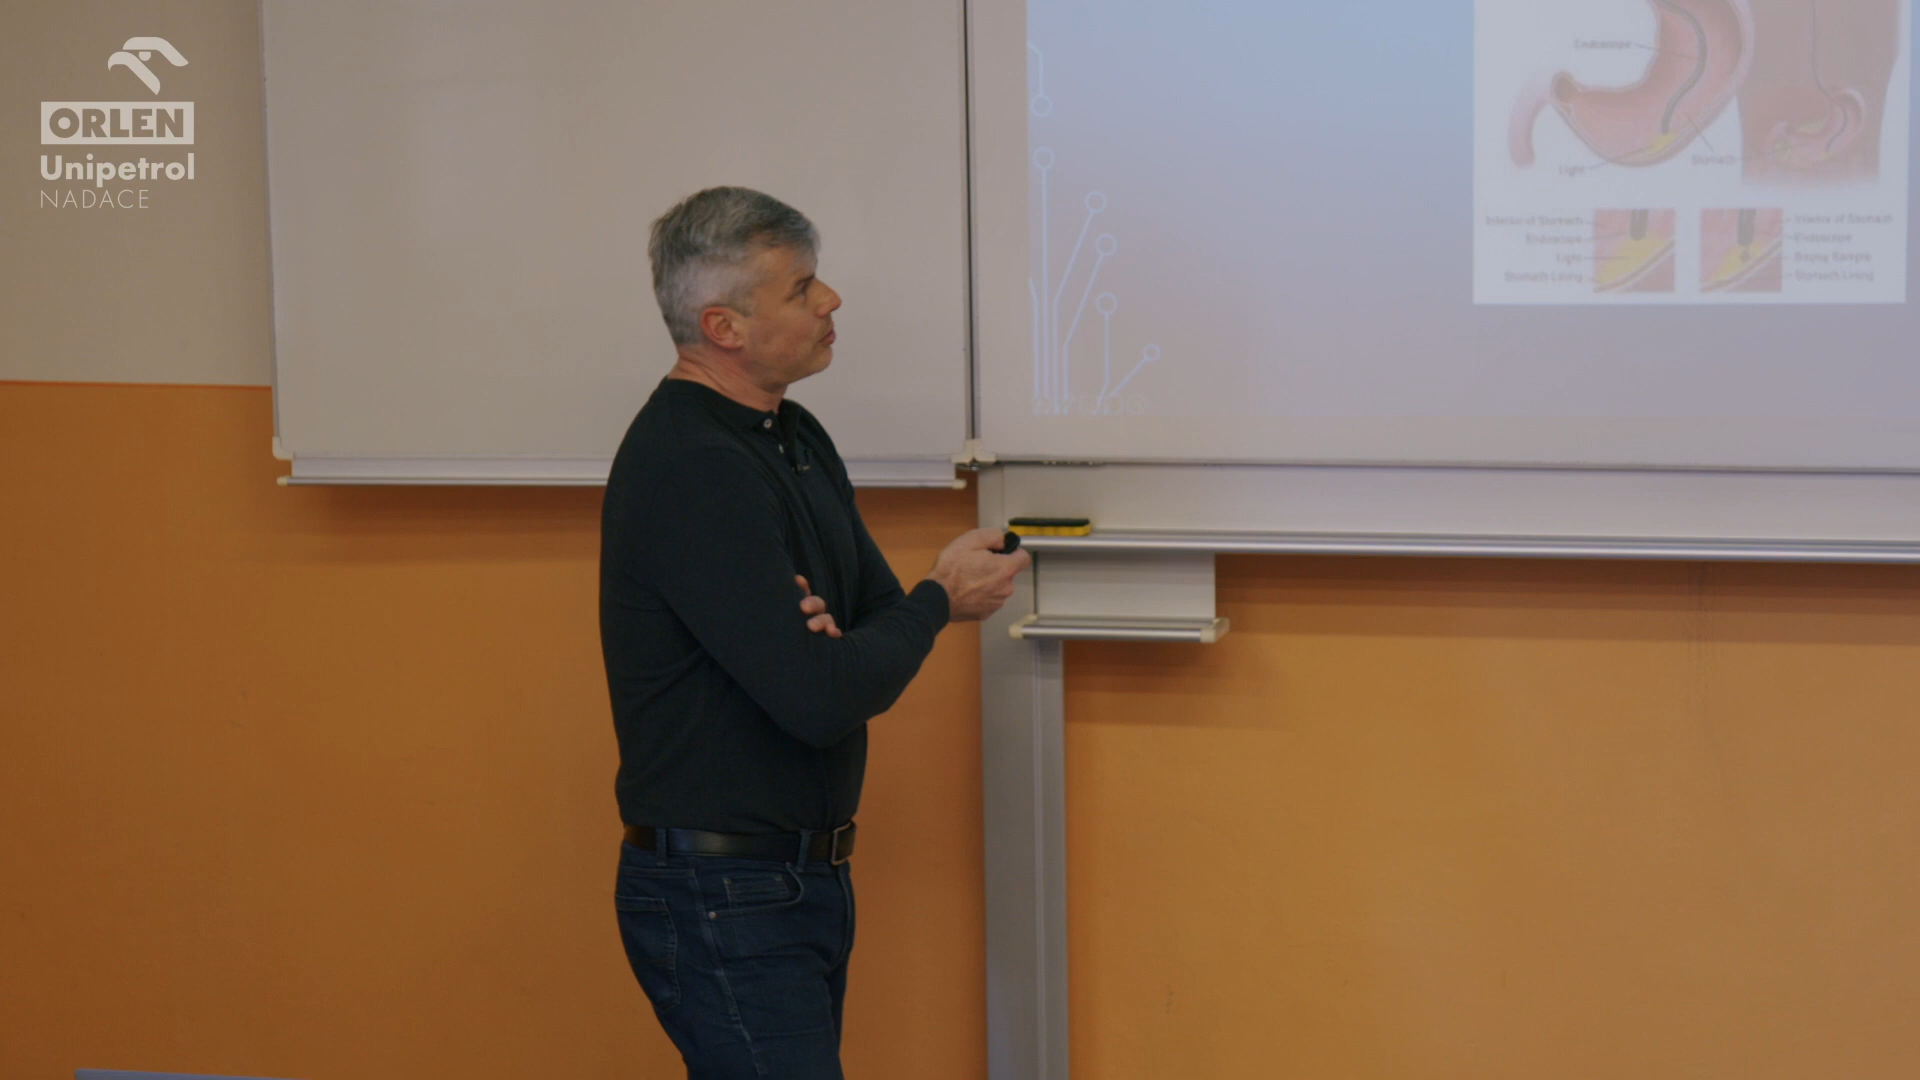 ORLEN
Unipetrol
NADACE
Endoscope
Light
Stomach
Interior of Stomach
Endoscope
Light
Stomach Lining
Interior of Stomach
Endoscope
Biopsy Sample
Stomach Lining